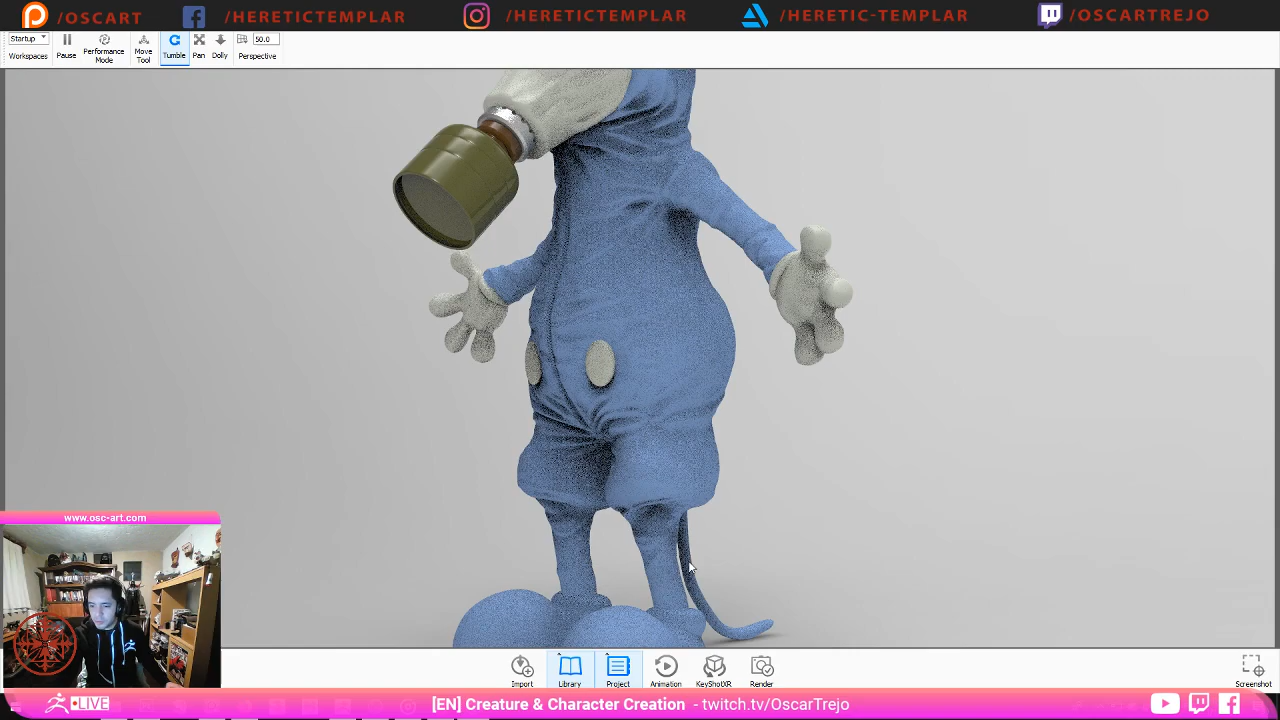 /OSCART
/HERETICTEMPLAR
/HERETICTEMPLAR
/HERETIC-TEMPLAR
/OSCARTREJO
Startup
Workspaces
Pause
Performance
Mode
Move
Tool
Tumble
Pan
Dolly
50.0
Perspective
www.osc-art.com
Import
Library
Project
Animation
KeyShotXR
Render
Screenshot
LIVE
[EN] Creature & Character Creation - twitch.tv/OscarTrejo